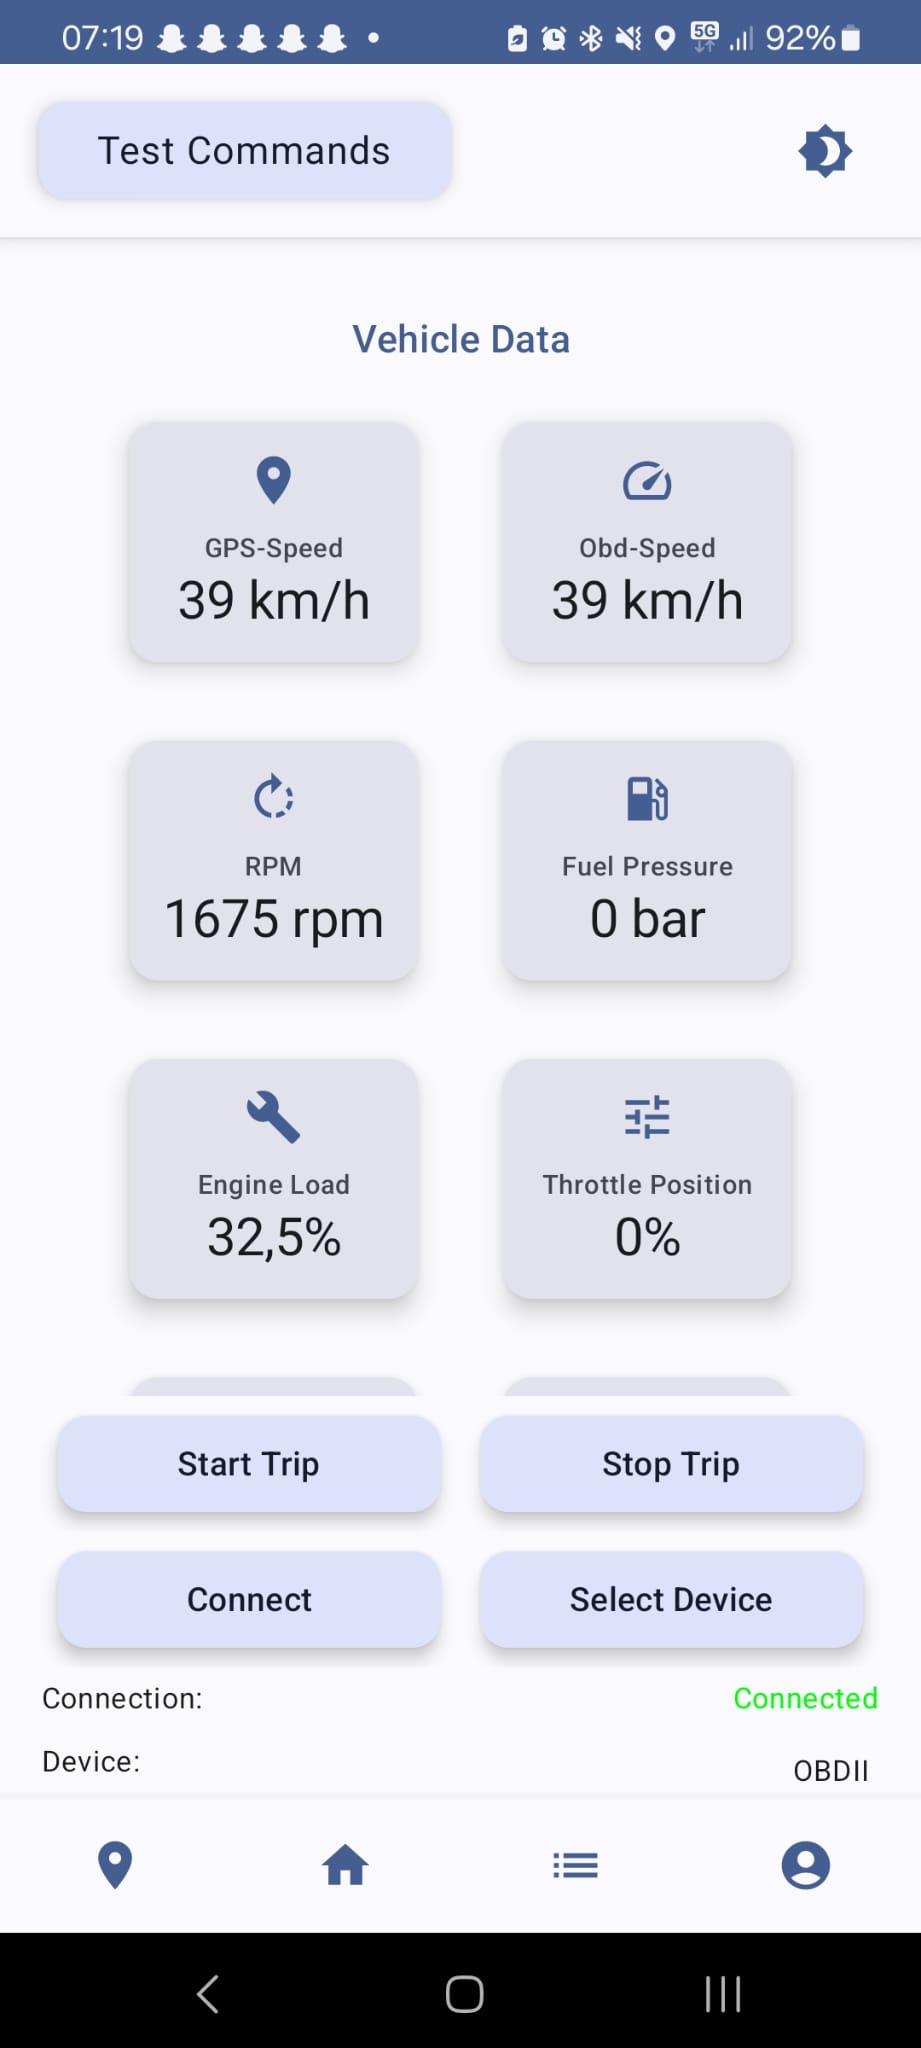 07:19 5G 92%
Test Commands
Vehicle Data
GPS-Speed
39 km/h
Obd-Speed
39 km/h
RPM
1675 rpm
Fuel Pressure
0 bar
Engine Load
32,5%
Throttle Position
0%
Start Trip
Stop Trip
Connect
Select Device
Connection: Connected
Device: OBDII